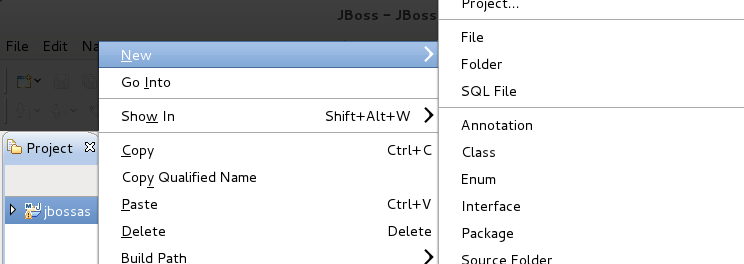 JBoss - JBoss
File Edit Na
Project
jbossas
New
Go Into
Show In Shift+Alt+W
Copy Ctrl+C
Copy Qualified Name
Paste Ctrl+V
Delete Delete
Build Path
Project...
File
Folder
SQL File
Annotation
Class
Enum
Interface
Package
Source Folder